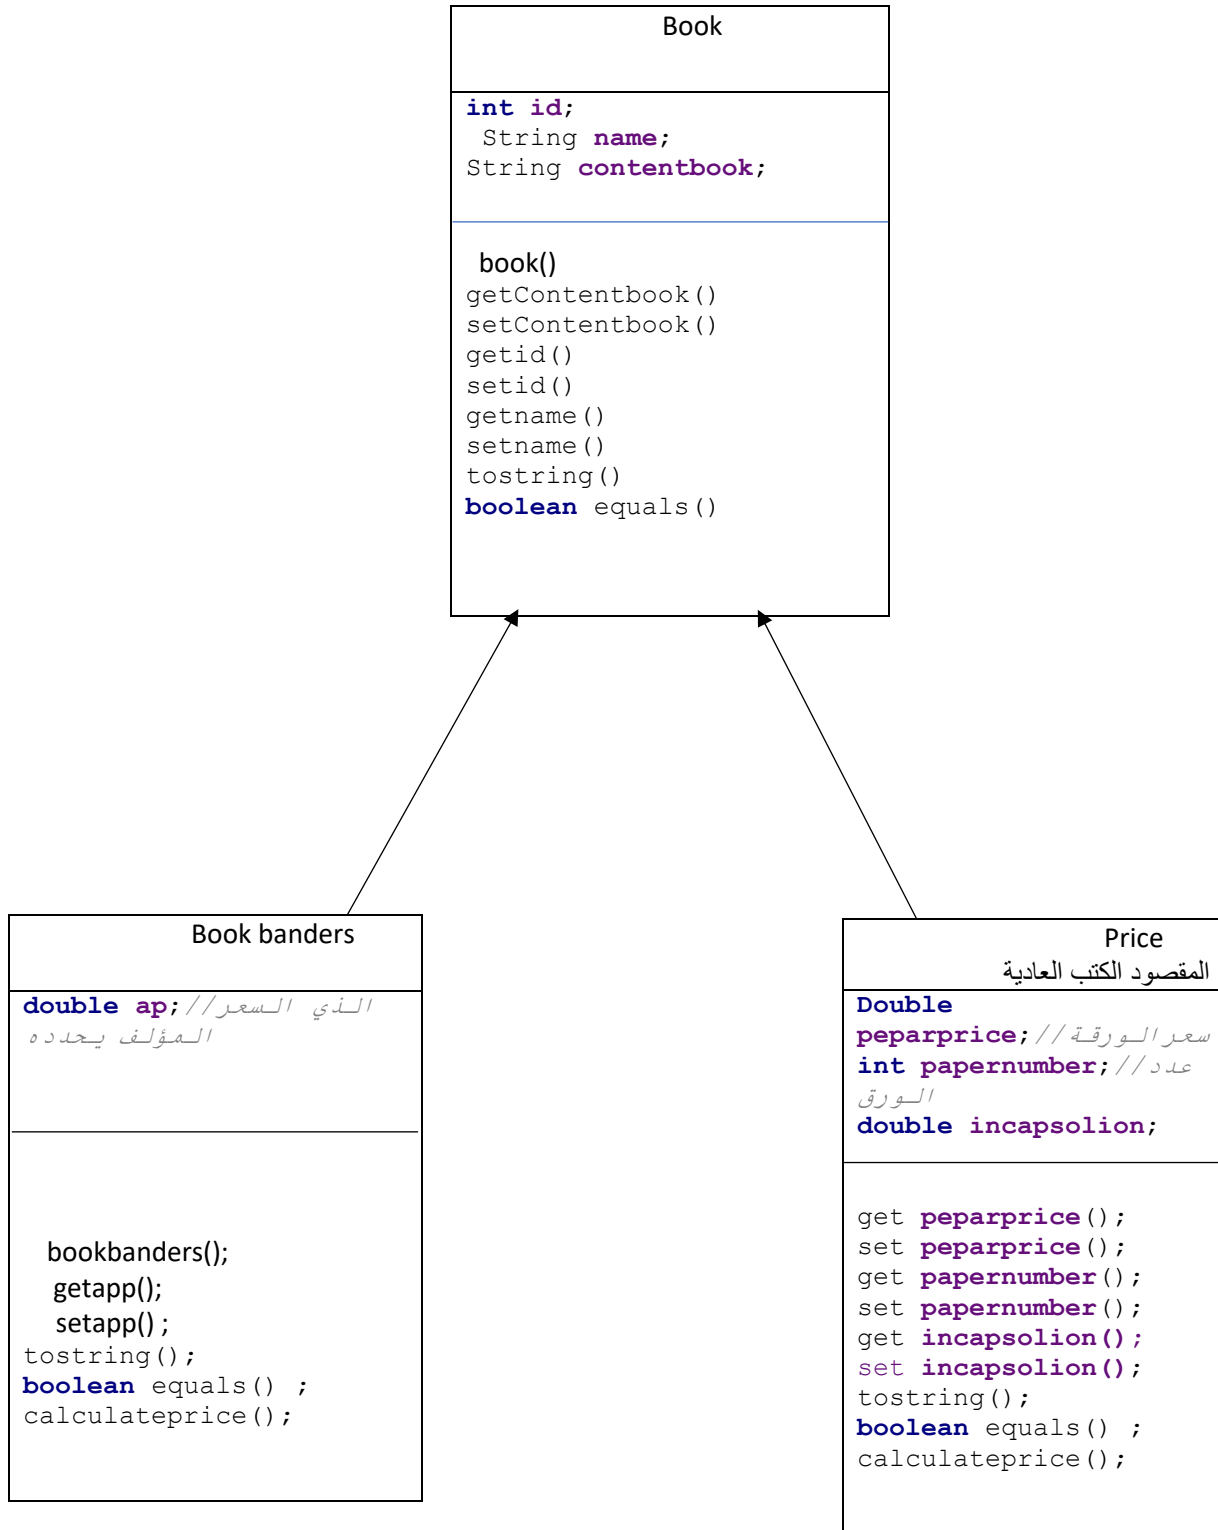 Book
int id;
String name;
String contentbook;
book()
getContentbook()
setContentbook()
getid()
setid()
getname()
setname()
tostring()
boolean equals()
Book banders
double ap;//الذي السعر
المؤلف يحدده
bookbanders();
getapp();
setapp() ;
tostring();
boolean equals() ;
calculateprice();
Price
المقصود الكتب العادية
Double
peparprice;//سعر الورقة
int papernumber;//عدد
الورق
double incapsolion;
get peparprice();
set peparprice();
get papernumber();
set papernumber();
get incapsolion();
set incapsolion();
tostring();
boolean equals() ;
calculateprice();